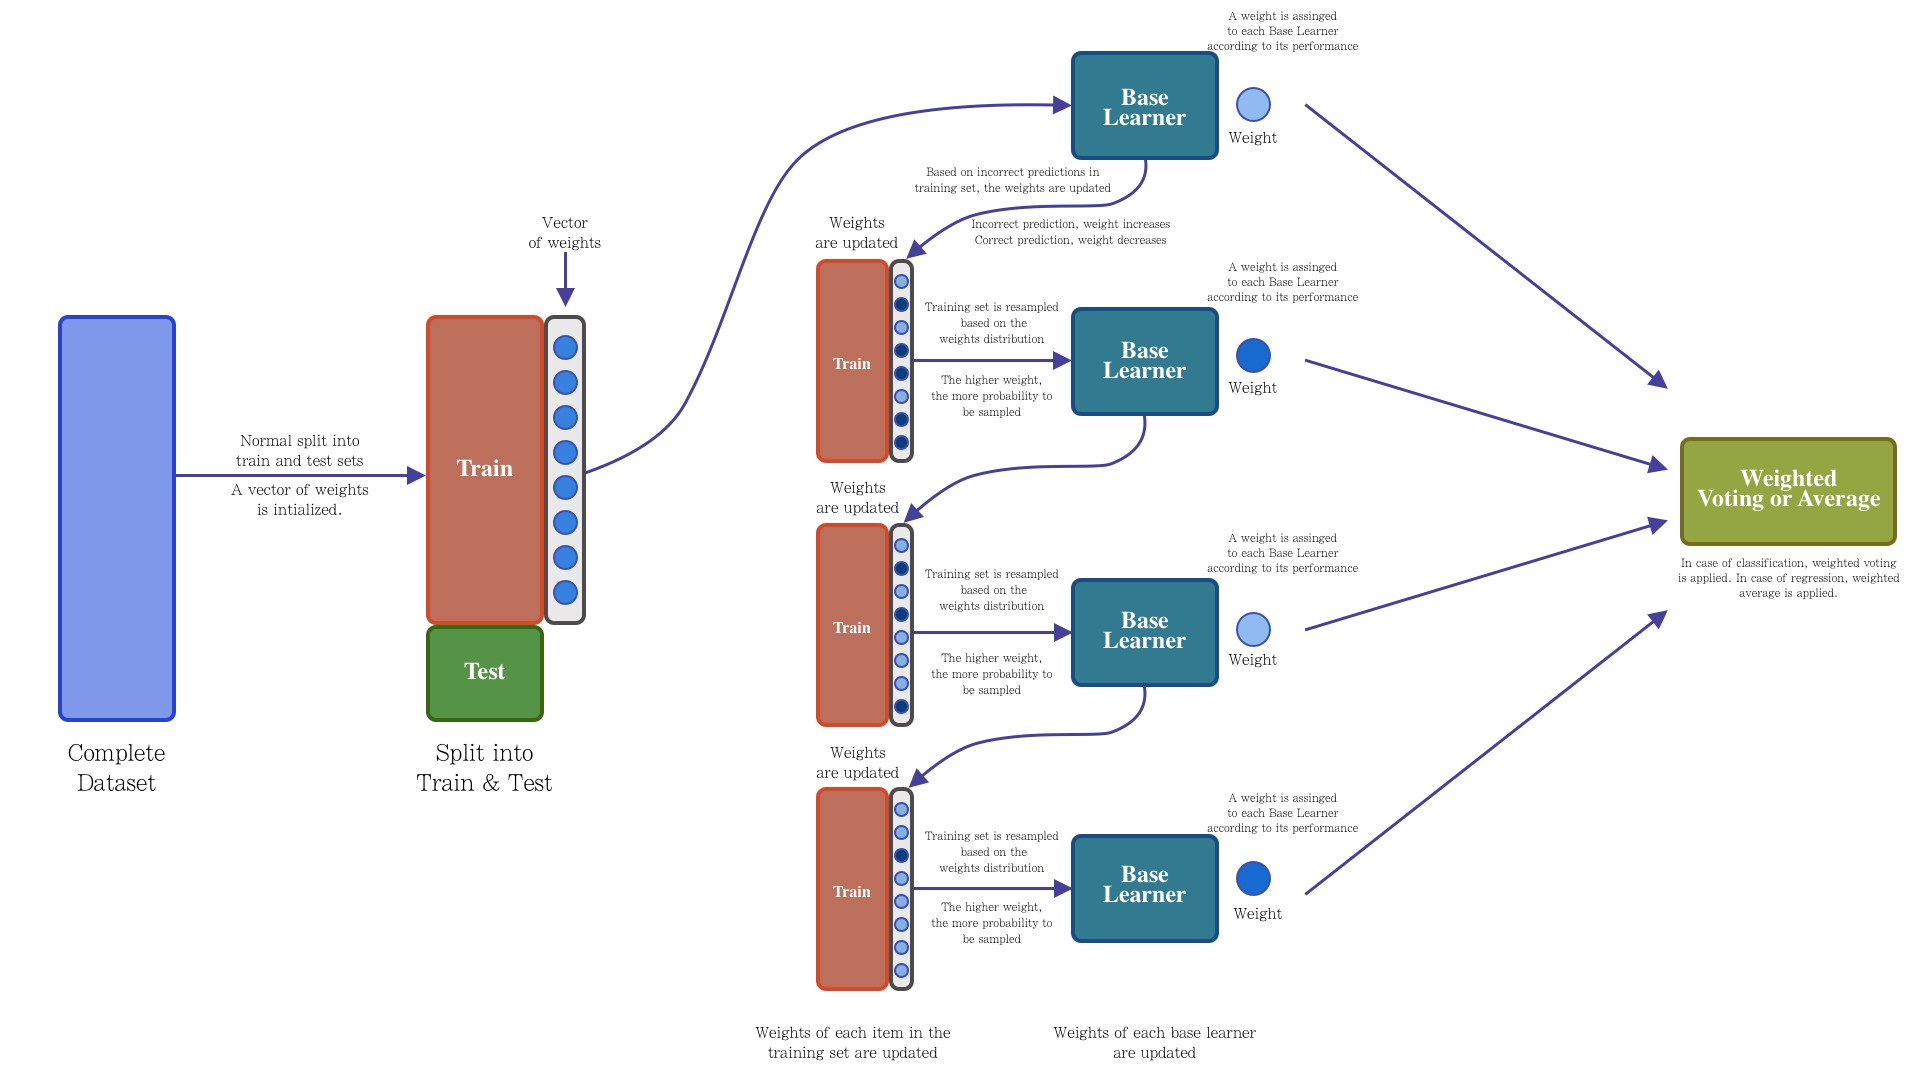 Complete
Dataset
Normal split into
train and test sets
A vector of weights
is intialized.
Vector
of weights
Train
Test
Split into
Train & Test
A weight is assinged
to each Base Learner
according to its performance
Base
Learner
Weight
Based on incorrect predictions in
training set, the weights are updated
Incorrect prediction, weight increases
Correct prediction, weight decreases
Weights
are updated
Train
Training set is resampled
based on the
weights distribution
The higher weight,
the more probability to
be sampled
A weight is assinged
to each Base Learner
according to its performance
Base
Learner
Weight
Weights
are updated
Train
Training set is resampled
based on the
weights distribution
The higher weight,
the more probability to
be sampled
A weight is assinged
to each Base Learner
according to its performance
Base
Learner
Weight
Weights
are updated
Train
Training set is resampled
based on the
weights distribution
The higher weight,
the more probability to
be sampled
A weight is assinged
to each Base Learner
according to its performance
Base
Learner
Weight
Weights of each item in the
training set are updated
Weights of each base learner
are updated
Weighted
Voting or Average
In case of classification, weighted voting
is applied. In case of regression, weighted
average is applied.